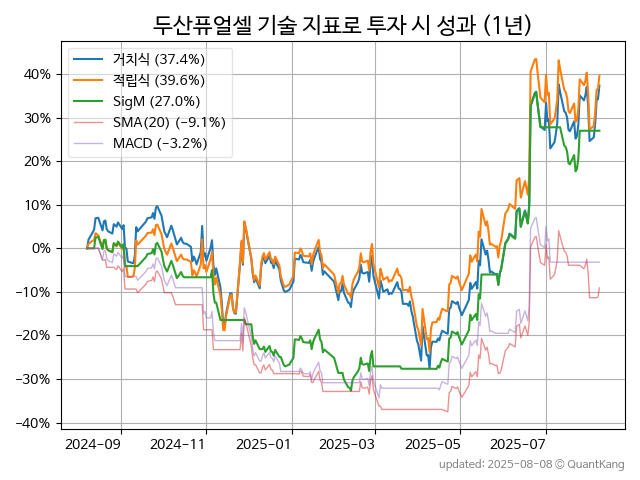 두산퓨얼셀 기술 지표로 투자 시 성과 (1년)
거치식 (37.4%)
적립식 (39.6%)
SigM (27.0%)
SMA(20) (−9.1%)
MACD (−3.2%)
40%
30%
20%
10%
0%
−10%
−20%
−30%
−40%
2024-09 2024-11 2025-01 2025-03 2025-05 2025-07
updated: 2025-08-08 © QuantKang